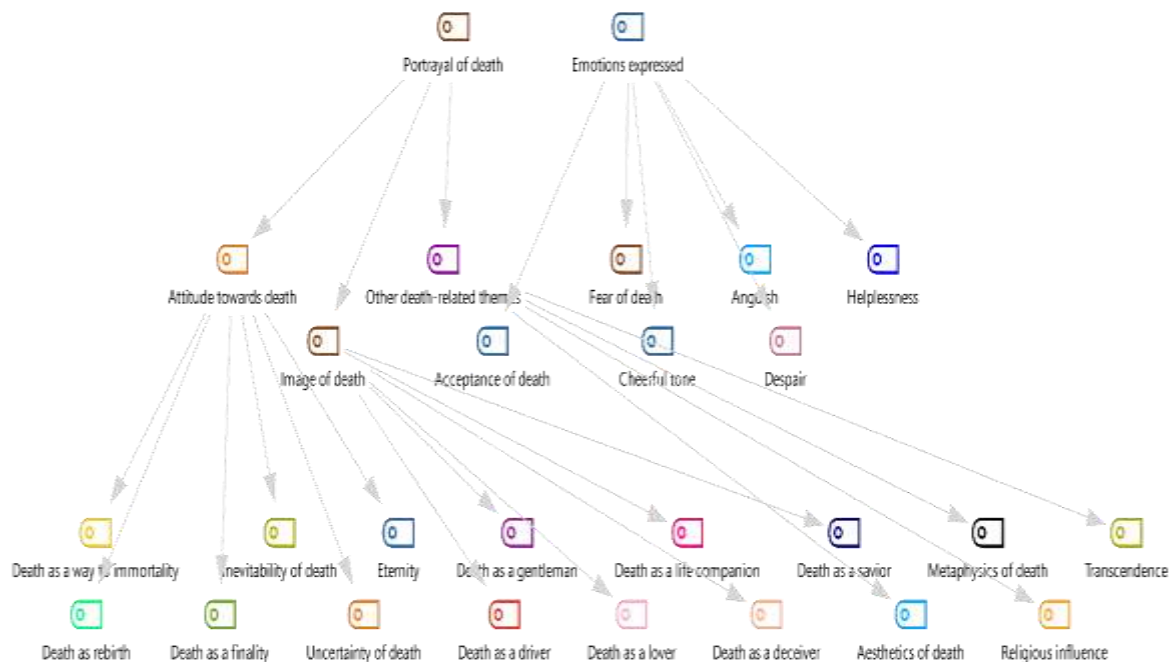 Portrayal of death
Emotions expressed
Attitude towards death
Other death-related themes
Fear of death
Anguish
Helplessness
Image of death
Acceptance of death
Cheerful tone
Despair
Death as a way to immortality
Inevitability of death
Eternity
Death as a gentleman
Death as a life companion
Death as a savior
Metaphysics of death
Transcendence
Death as rebirth
Death as a finality
Uncertainty of death
Death as a driver
Death as a lover
Death as a deceiver
Aesthetics of death
Religious influence